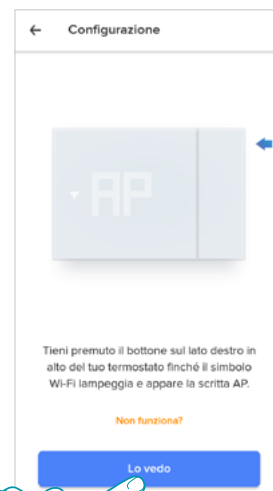 Configurazione
AP
Tieni premuto il bottone sul lato destro in
alto del tuo termostato finché il simbolo
Wi-Fi lampeggia e appare la scritta AP.
Non funziona?
Lo vedo